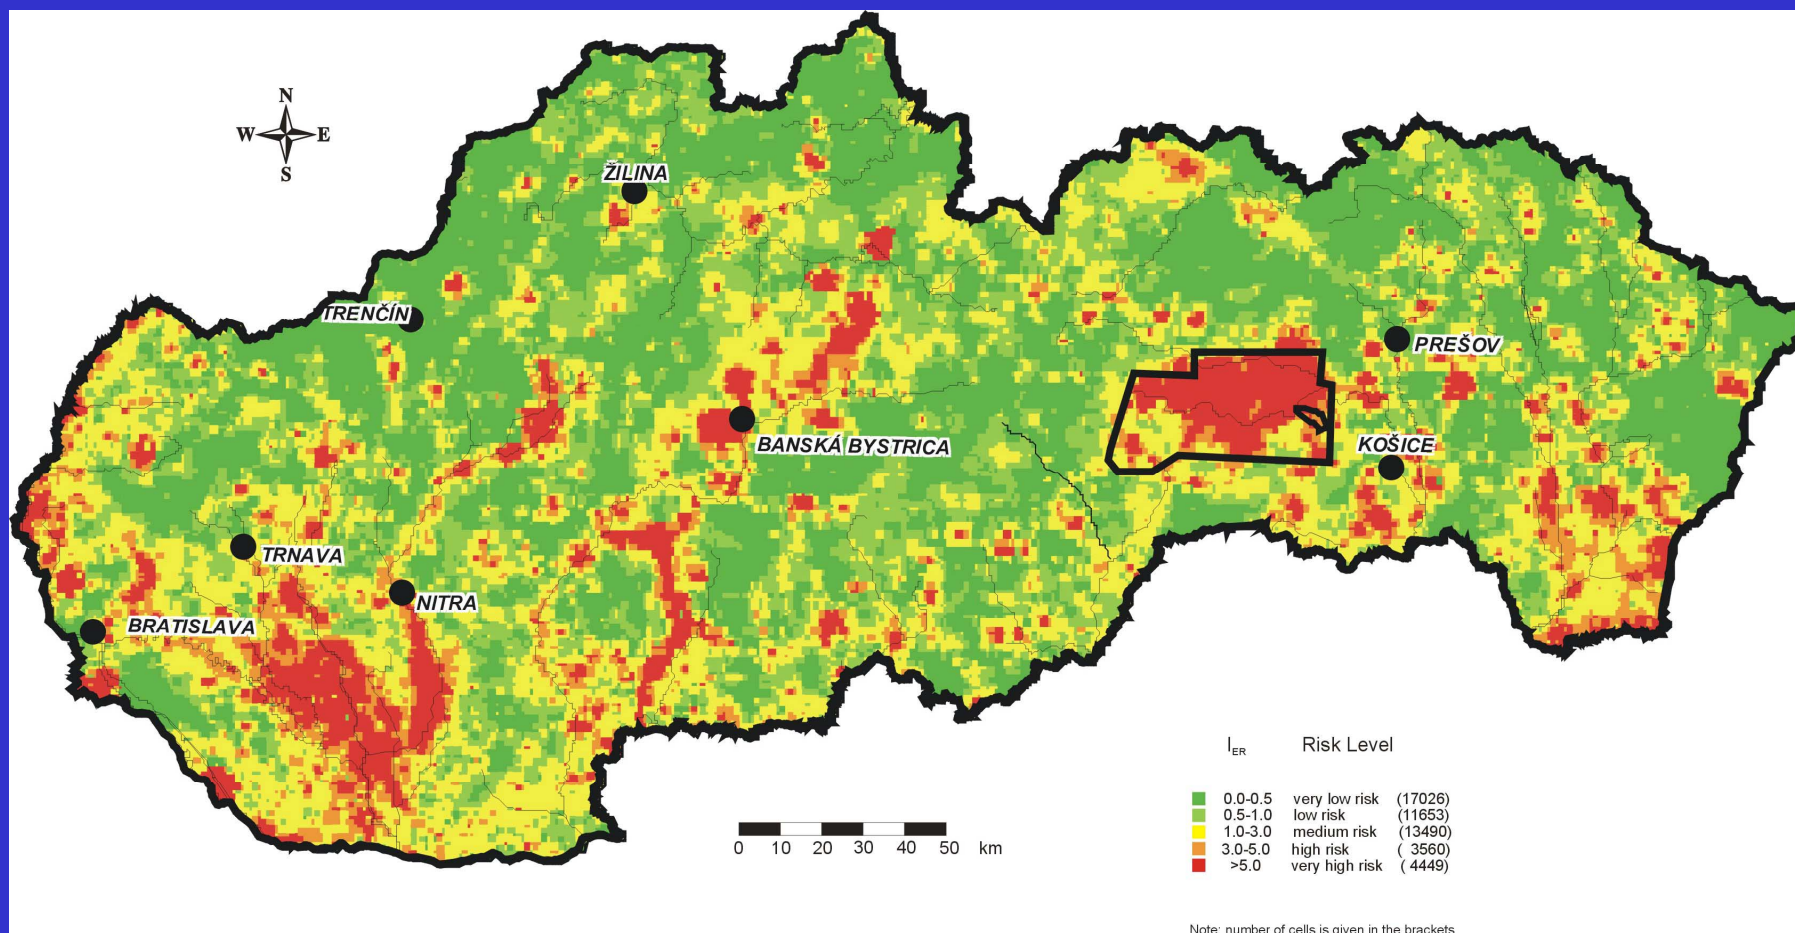 N
W E
S
ŽILINA
TRENČÍN
PREŠOV
BANSKÁ BYSTRICA
KOŠICE
TRNAVA
NITRA
BRATISLAVA
I_ER Risk Level
0.0-0.5 very low risk (17026)
0.5-1.0 low risk (11653)
1.0-3.0 medium risk (13490)
3.0-5.0 high risk ( 3560)
>5.0 very high risk ( 4449)
0 10 20 30 40 50 km
Note: number of cells is given in the brackets